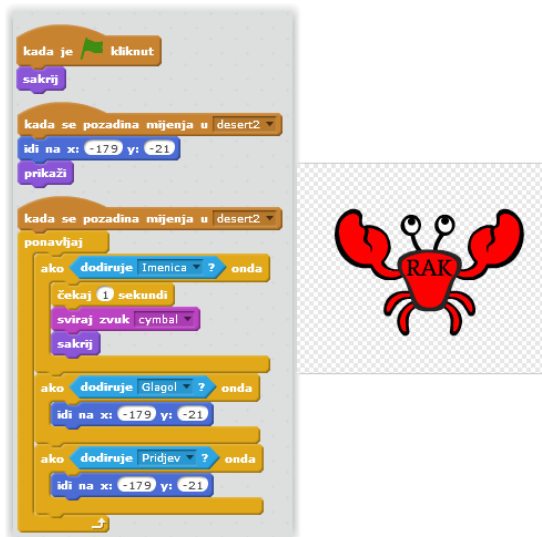 kada je kliknut
sakrij
kada se pozadina mijenja u desert2
idi na x: -179 y: -21
prikaži
kada se pozadina mijenja u desert2
ponavljaj
ako dodiruje Imenica ? onda
čekaj 1 sekundi
sviraj zvuk cymbal
sakrij
ako dodiruje Glagol ? onda
idi na x: -179 y: -21
ako dodiruje Pridjev ? onda
idi na x: -179 y: -21
RAK